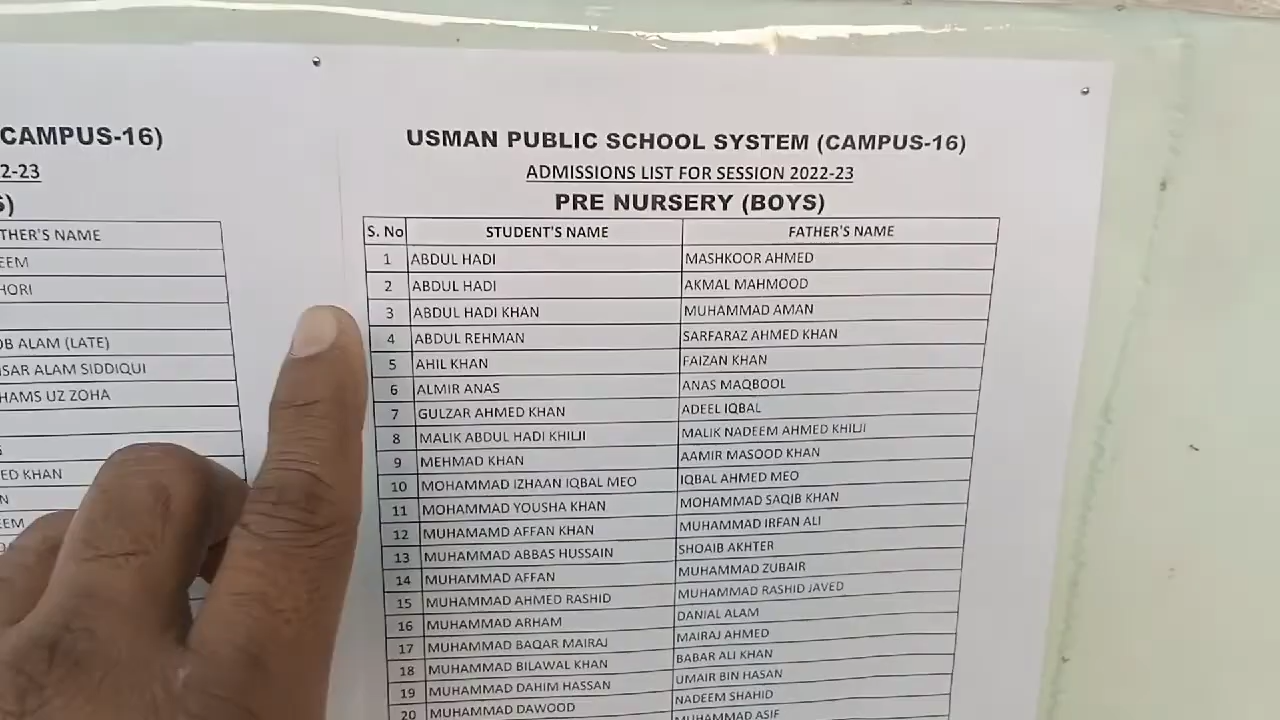 CAMPUS-16)
2-23
S)
THER'S NAME
EEM
HORI
OB ALAM (LATE)
SAR ALAM SIDDIQUI
HAMS UZ ZOHA
ED KHAN
N
EEM
USMAN PUBLIC SCHOOL SYSTEM (CAMPUS-16)
ADMISSIONS LIST FOR SESSION 2022-23
PRE NURSERY (BOYS)
S. No STUDENT'S NAME FATHER'S NAME
1 ABDUL HADI MASHKOOR AHMED
2 ABDUL HADI AKMAL MAHMOOD
3 ABDUL HADI KHAN MUHAMMAD AMAN
4 ABDUL REHMAN SARFARAZ AHMED KHAN
5 AHIL KHAN FAIZAN KHAN
6 ALMIR ANAS ANAS MAQBOOL
7 GULZAR AHMED KHAN ADEEL IQBAL
8 MALIK ABDUL HADI KHILJI MALIK NADEEM AHMED KHILJI
9 MEHMAD KHAN AAMIR MASOOD KHAN
10 MOHAMMAD IZHAAN IQBAL MEO IQBAL AHMED MEO
11 MOHAMMAD YOUSHA KHAN MOHAMMAD SAQIB KHAN
12 MUHAMAMD AFFAN KHAN MUHAMMAD IRFAN ALI
13 MUHAMMAD ABBAS HUSSAIN SHOAIB AKHTER
14 MUHAMMAD AFFAN MUHAMMAD ZUBAIR
15 MUHAMMAD AHMED RASHID MUHAMMAD RASHID JAVED
16 MUHAMMAD ARHAM DANIAL ALAM
17 MUHAMMAD BAQAR MAIRAJ MAIRAJ AHMED
18 MUHAMMAD BILAWAL KHAN BABAR ALI KHAN
19 MUHAMMAD DAHIM HASSAN UMAIR BIN HASAN
20 MUHAMMAD DAWOOD NADEEM SHAHID
MUHAMMAD ASIF